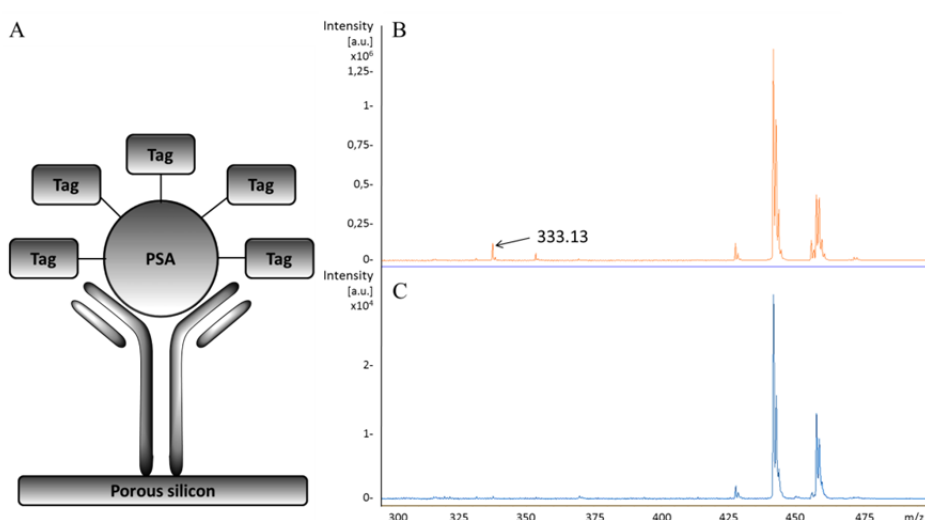 A
Tag
Tag
Tag
Tag
PSA
Tag
Porous silicon
Intensity
[a.u.]
x10⁶
B
1,25-
1-
0,75-
0,5-
0,25-
0-
333.13
Intensity
[a.u.]
x10⁴
C
2-
1-
0-
300 325 350 375 400 425 450 475 m/z